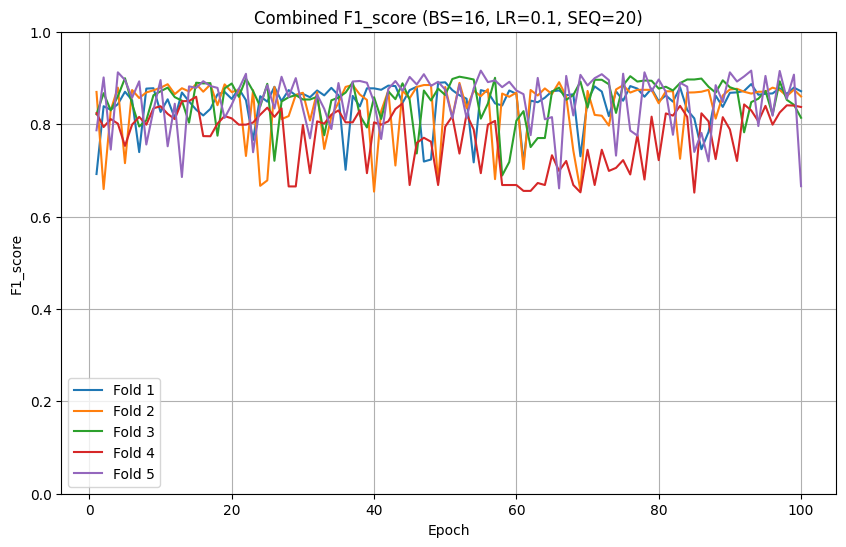 Combined F1_score (BS=16, LR=0.1, SEQ=20)
1.0
0.8
0.6
0.4
0.2
0.0
F1_score
Fold 1
Fold 2
Fold 3
Fold 4
Fold 5
0 20 40 60 80 100
Epoch